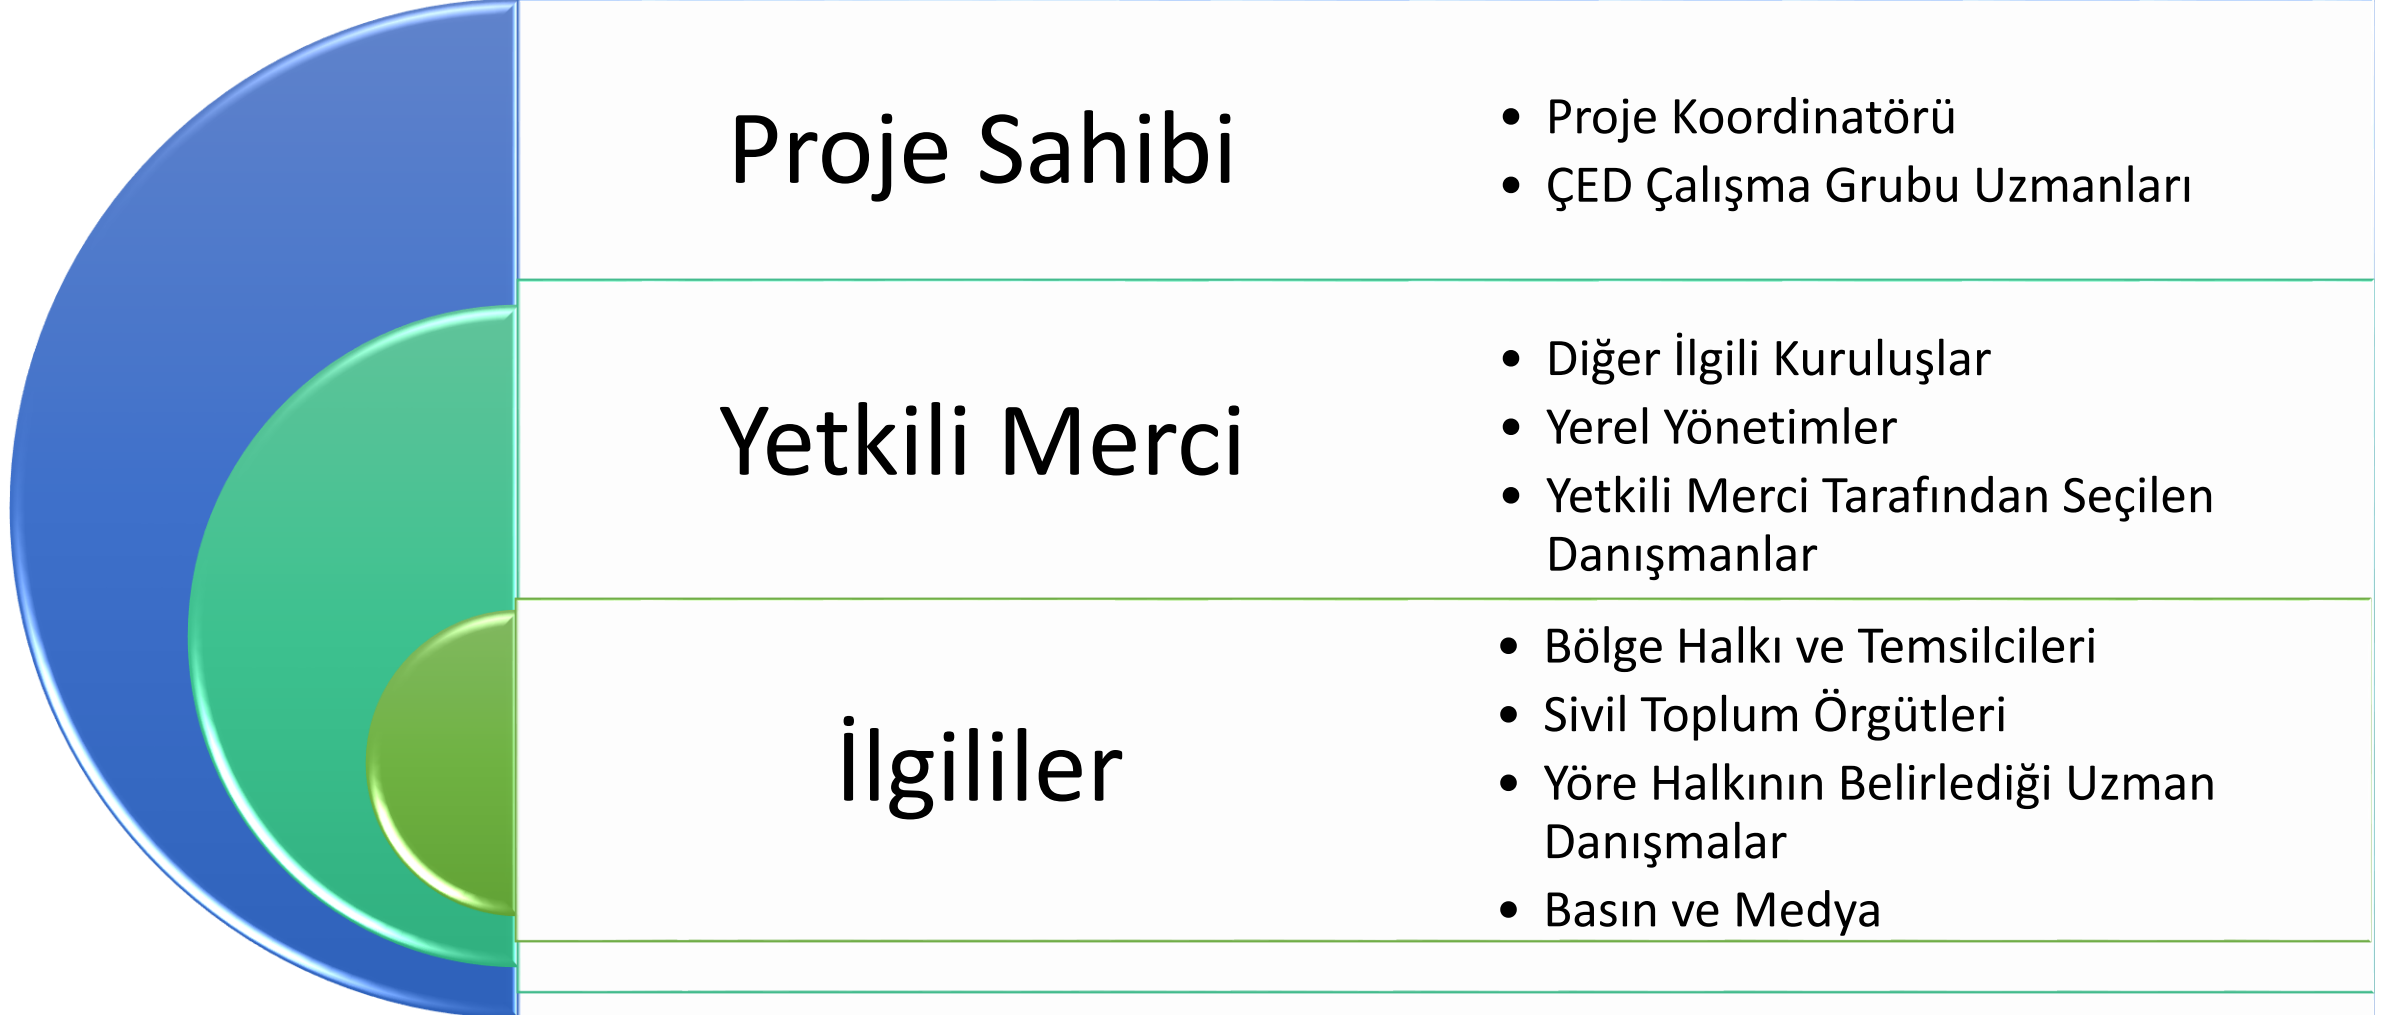 Proje Sahibi
• Proje Koordinatörü
• ÇED Çalışma Grubu Uzmanları
Yetkili Merci
• Diğer İlgili Kuruluşlar
• Yerel Yönetimler
• Yetkili Merci Tarafından Seçilen
Danışmanlar
İlgililer
• Bölge Halkı ve Temsilcileri
• Sivil Toplum Örgütleri
• Yöre Halkının Belirlediği Uzman
Danışmalar
• Basın ve Medya